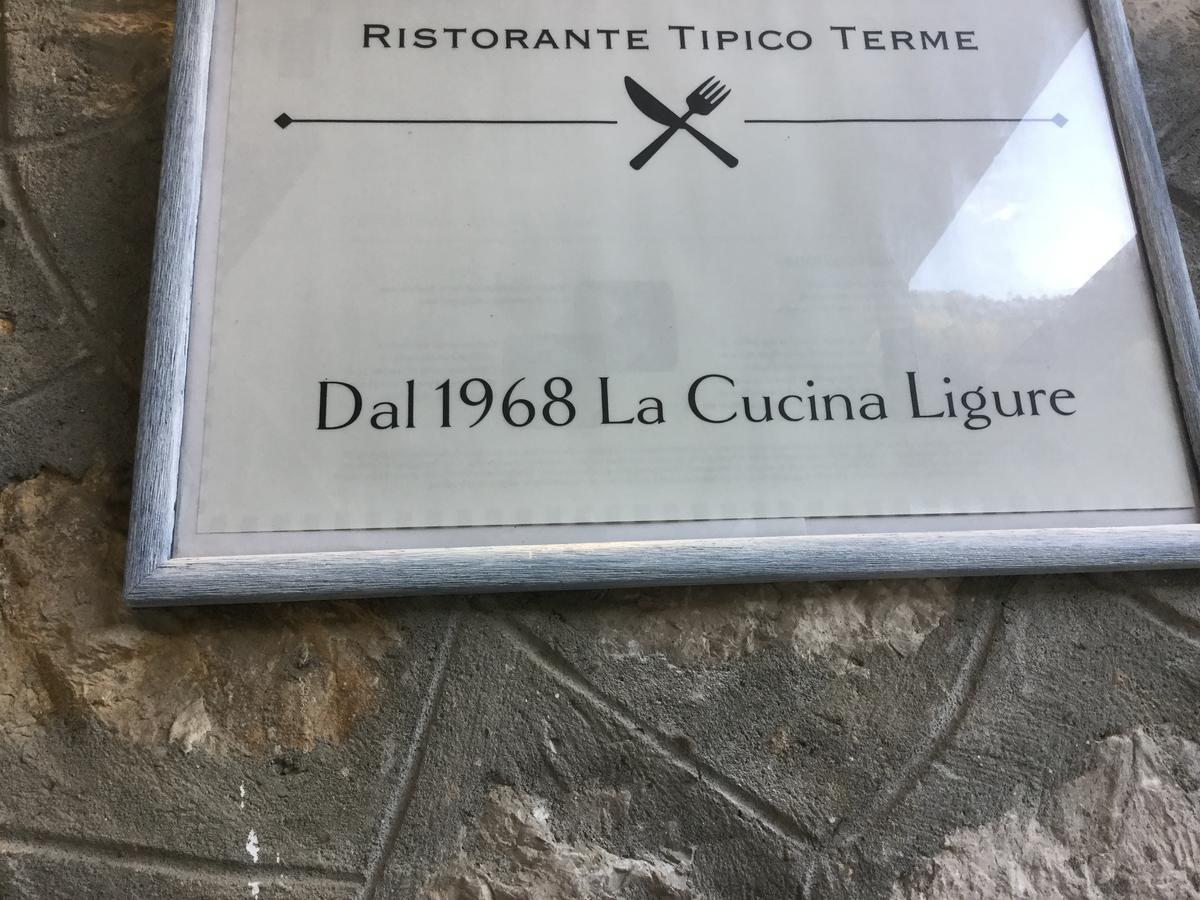 RISTORANTE TIPICO TERME
Dal 1968 La Cucina Ligure